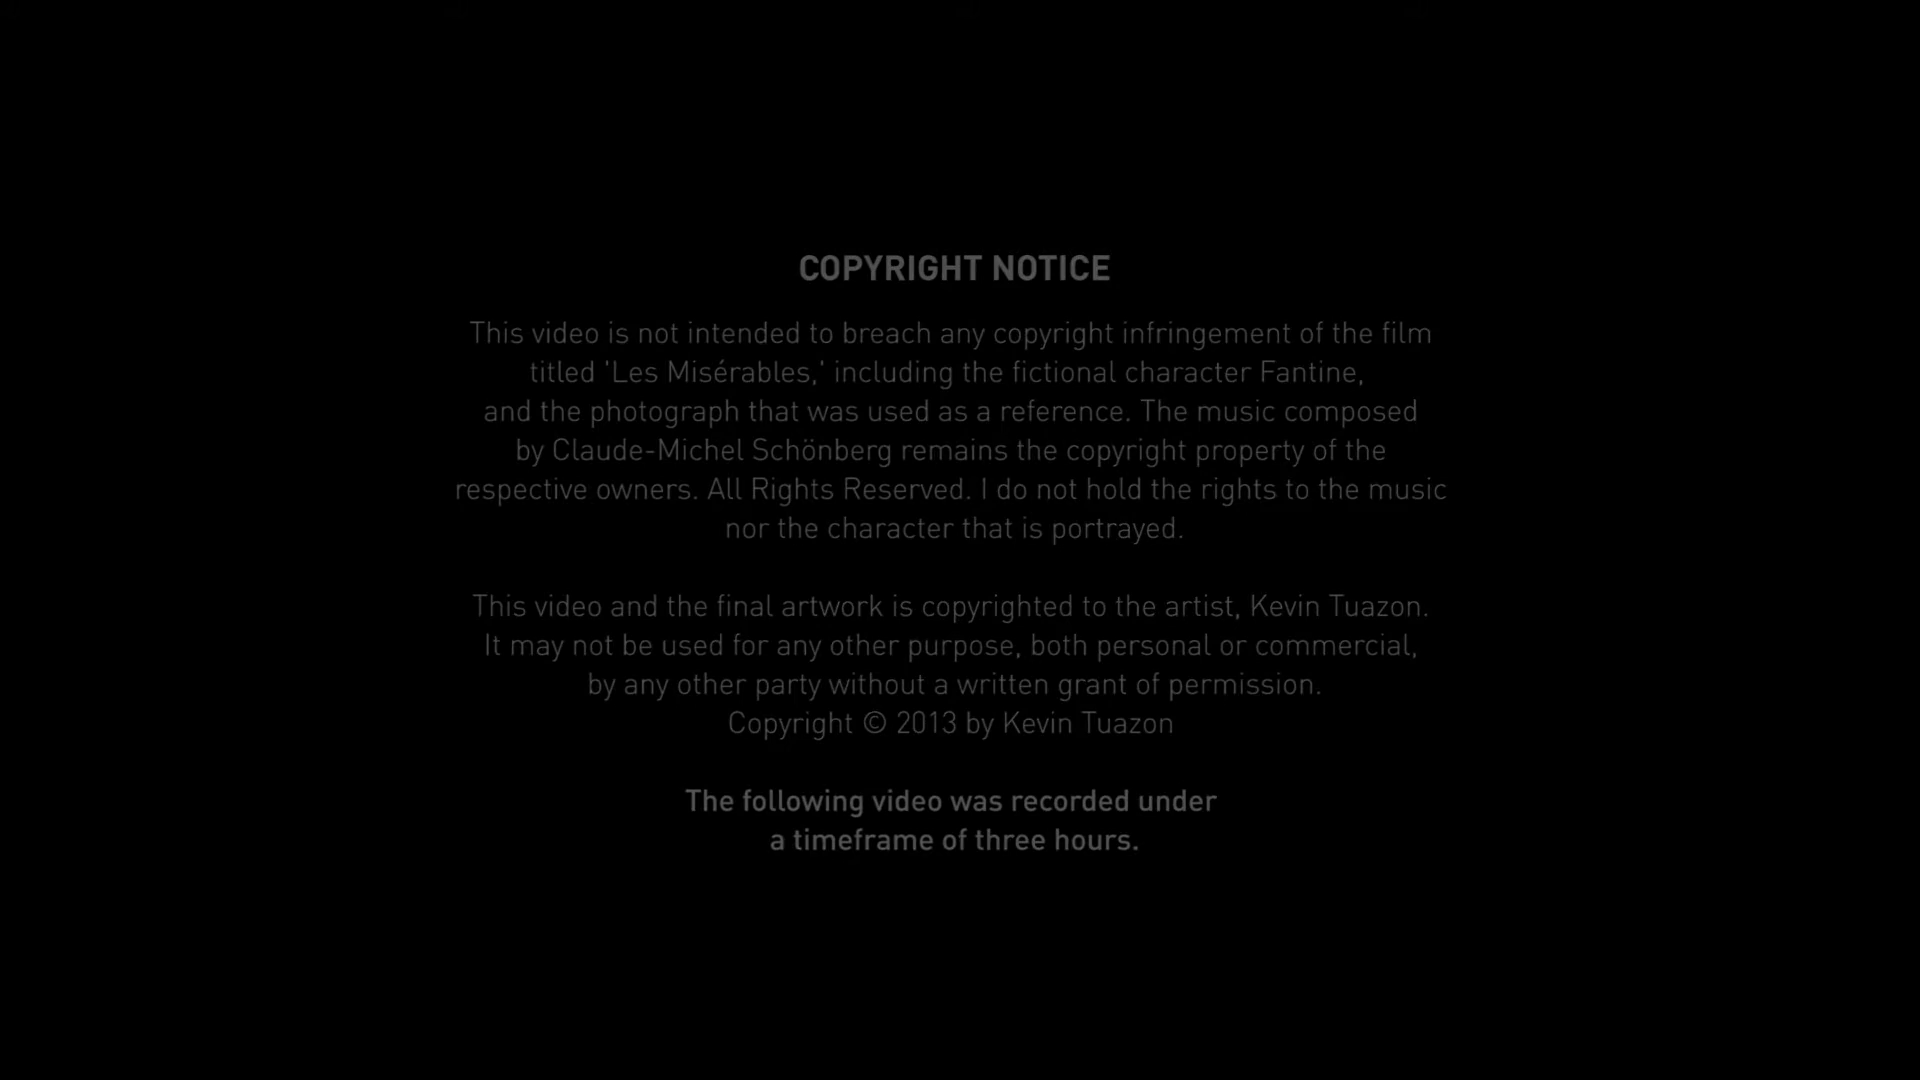 COPYRIGHT NOTICE
This video is not intended to breach any copyright infringement of the film
titled 'Les Misérables,' including the fictional character Fantine,
and the photograph that was used as a reference. The music composed
by Claude-Michel Schönberg remains the copyright property of the
respective owners. All Rights Reserved. I do not hold the rights to the music
nor the character that is portrayed.
This video and the final artwork is copyrighted to the artist, Kevin Tuazon.
It may not be used for any other purpose, both personal or commercial,
by any other party without a written grant of permission.
Copyright © 2013 by Kevin Tuazon
The following video was recorded under
a timeframe of three hours.